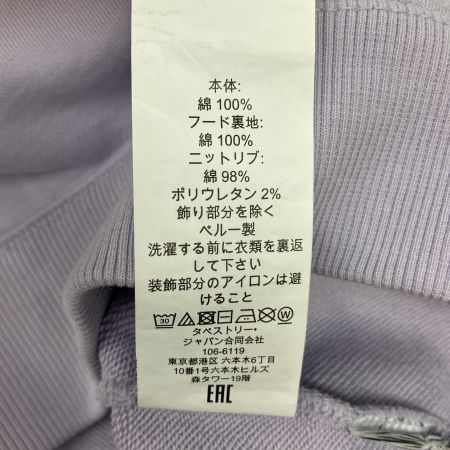 本体:
綿 100%
フード裏地:
綿 100%
ニットリブ:
綿 98%
ポリウレタン 2%
飾り部分を除く
ペルー製
洗濯する前に衣類を裏返
して下さい
装飾部分のアイロンは避
けること
30 W
タペストリー・
ジャパン合同会社
106-6119
東京都港区 六本木6丁目
10番1号六本木ヒルズ
森タワー19階
EAC